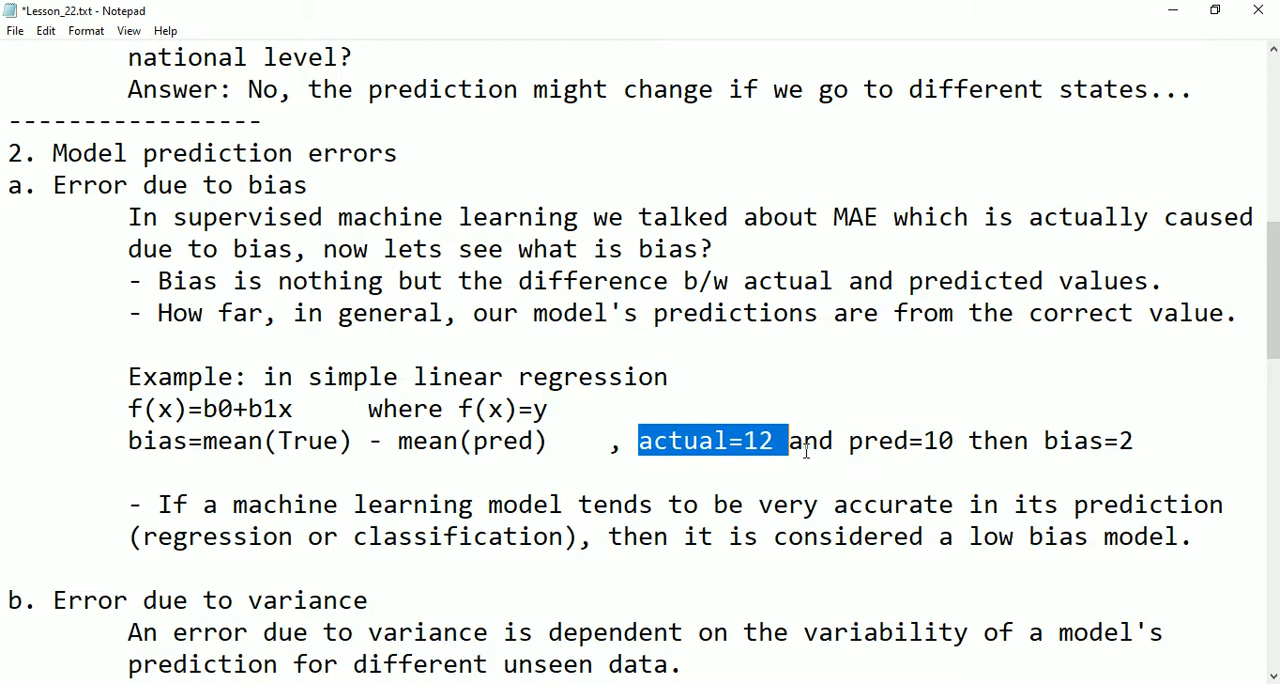 *Lesson_22.txt - Notepad
File Edit Format View Help
national level?
Answer: No, the prediction might change if we go to different states...
-----------------
2. Model prediction errors
a. Error due to bias
In supervised machine learning we talked about MAE which is actually caused
due to bias, now lets see what is bias?
- Bias is nothing but the difference b/w actual and predicted values.
- How far, in general, our model's predictions are from the correct value.
Example: in simple linear regression
f(x)=b0+b1x where f(x)=y
bias=mean(True) - mean(pred) , actual=12 and pred=10 then bias=2
- If a machine learning model tends to be very accurate in its prediction
(regression or classification), then it is considered a low bias model.
b. Error due to variance
An error due to variance is dependent on the variability of a model's
prediction for different unseen data.